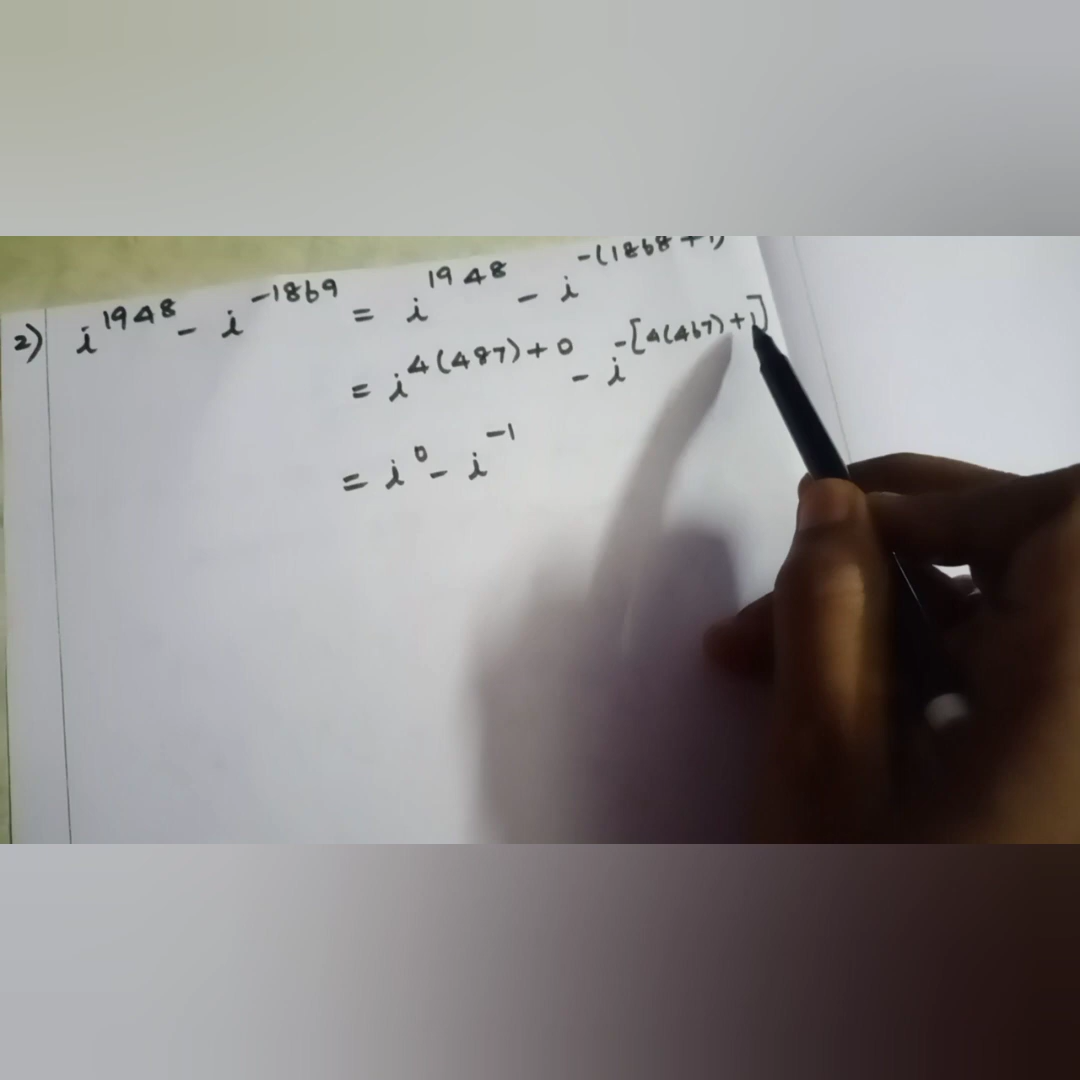 2) i^1948 - i^-1869 = i^1948 - i^-(1868+1)
= i^4(487)+0 - i^-[4(467)+1]
= i^0 - i^-1